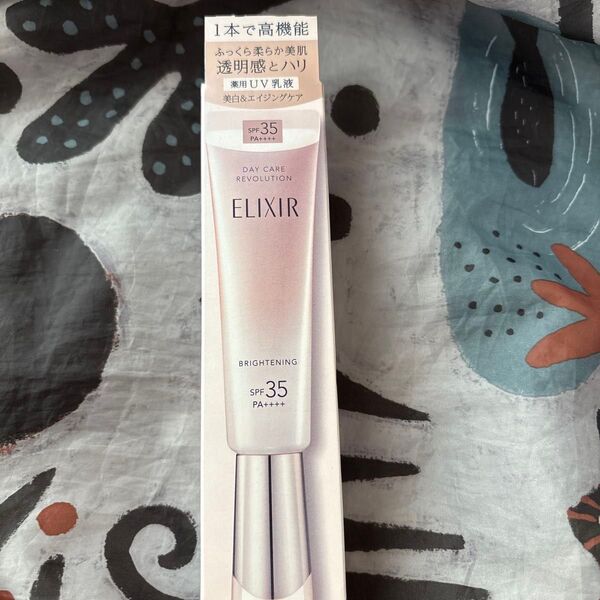 1本で高機能
ふっくら柔らか美肌
透明感とハリ
薬用UV乳液
美白&エイジングケア
SPF35
PA++++
DAY CARE
REVOLUTION
ELIXIR
BRIGHTENING
SPF35
PA++++